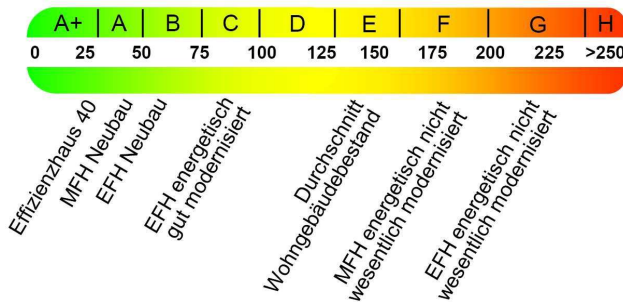 A+ A B C D E F G H
0 25 50 75 100 125 150 175 200 225 >250
Effizienzhaus 40
MFH Neubau
EFH Neubau
EFH energetisch
gut modernisiert
Durchschnitt
Wohngebäudebestand
MFH energetisch nicht
wesentlich modernisiert
EFH energetisch nicht
wesentlich modernisiert